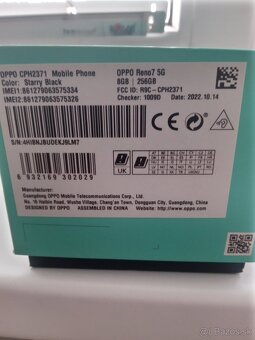 OPPO CPH2371 Mobile Phone
Color: Starry Black
IMEI1:861279063575334
IMEI2:861279063575326
OPPO Reno7 5G
8GB | 256GB
FCC ID: R9C-CPH2371
Checker: 1009D Date: 2022.10.14
S/N:4HIBNJBUDEKJ9LM7
UK
6 932169 302029
Manufacturer:
Guangdong OPPO Mobile Telecommunications Corp., Ltd.
No. 18 Haibin Road, Wusha Village, Chang'an Town, Dongguan City, Guangdong, China
DESIGNED BY OPPO ASSEMBLED IN CHINA Website: https://www.oppo.com